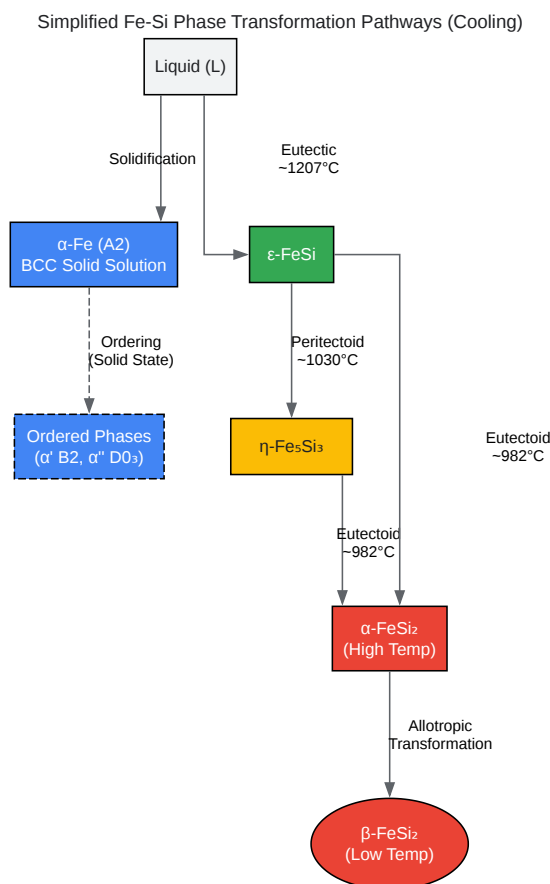 Simplified Fe-Si Phase Transformation Pathways (Cooling)
Liquid (L)
Solidification
Eutectic
~1207°C
α-Fe (A2)
BCC Solid Solution
ε-FeSi
Ordering
(Solid State)
Peritectoid
~1030°C
Ordered Phases
(α' B2, α'' D0₃)
η-Fe₅Si₃
Eutectoid
~982°C
Eutectoid
~982°C
α-FeSi₂
(High Temp)
Allotropic
Transformation
β-FeSi₂
(Low Temp)